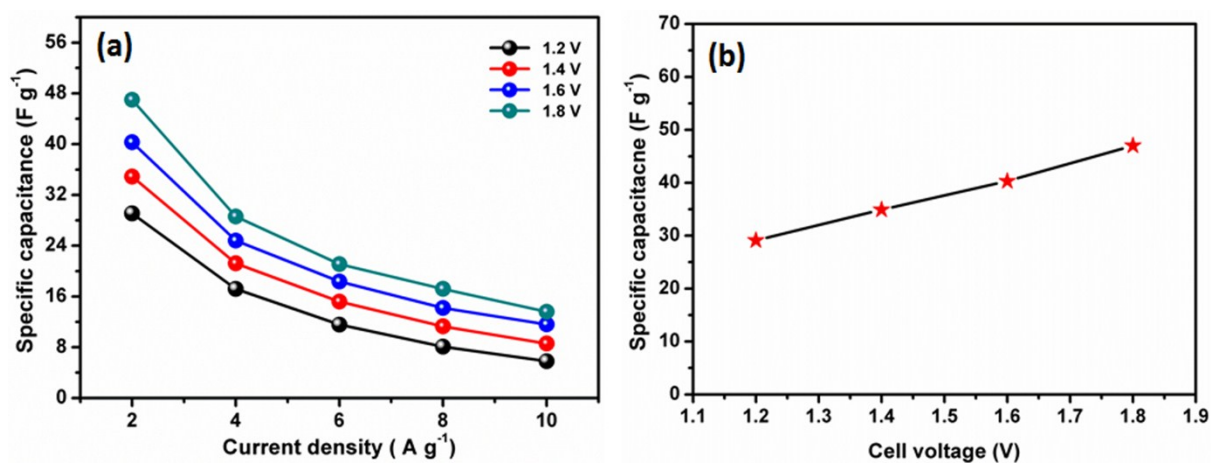 (a)
1.2 V
1.4 V
1.6 V
1.8 V
Specific capacitance (F g⁻¹)
56
48
40
32
24
16
8
0
2 4 6 8 10
Current density ( A g⁻¹)
(b)
Specific capacitacne (F g⁻¹)
70
60
50
40
30
20
10
0
1.1 1.2 1.3 1.4 1.5 1.6 1.7 1.8 1.9
Cell voltage (V)